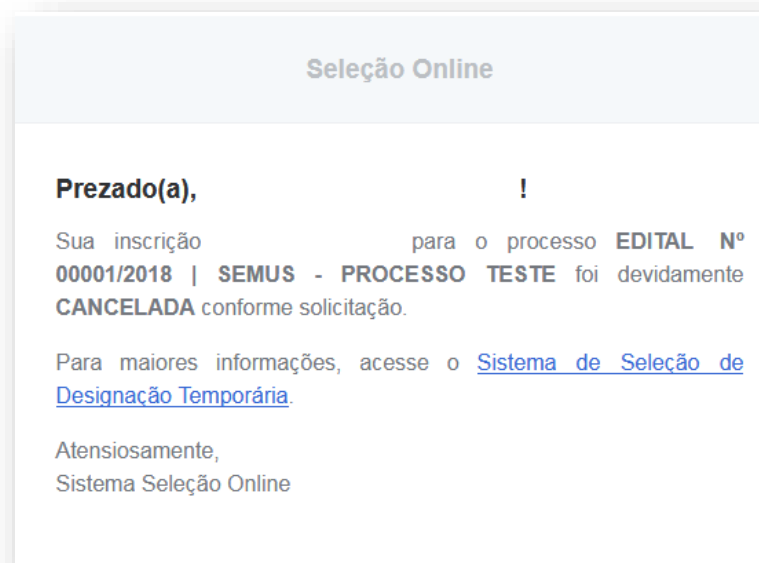 Seleção Online
Prezado(a), !
Sua inscrição para o processo EDITAL Nº
00001/2018 | SEMUS - PROCESSO TESTE foi devidamente
CANCELADA conforme solicitação.
Para maiores informações, acesse o Sistema de Seleção de
Designação Temporária.
Atensiosamente,
Sistema Seleção Online